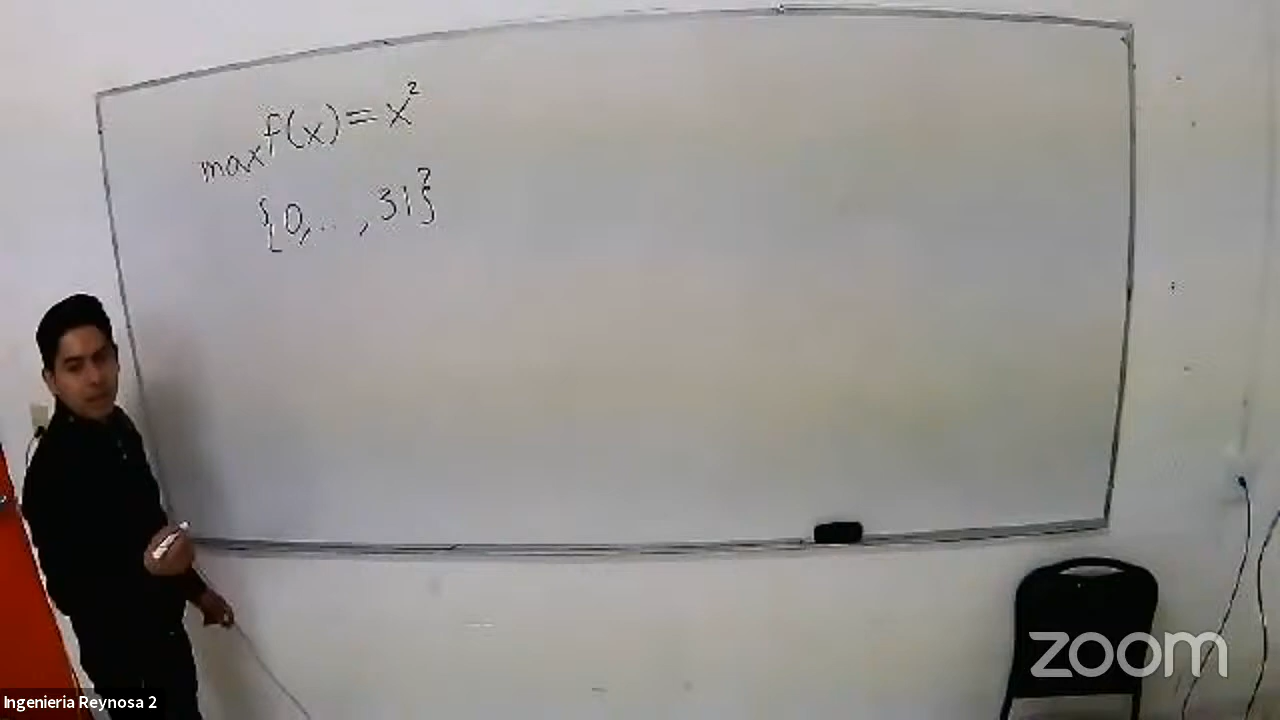 max f(x) = x²
{0, .. , 31}
zoom
Ingenieria Reynosa 2